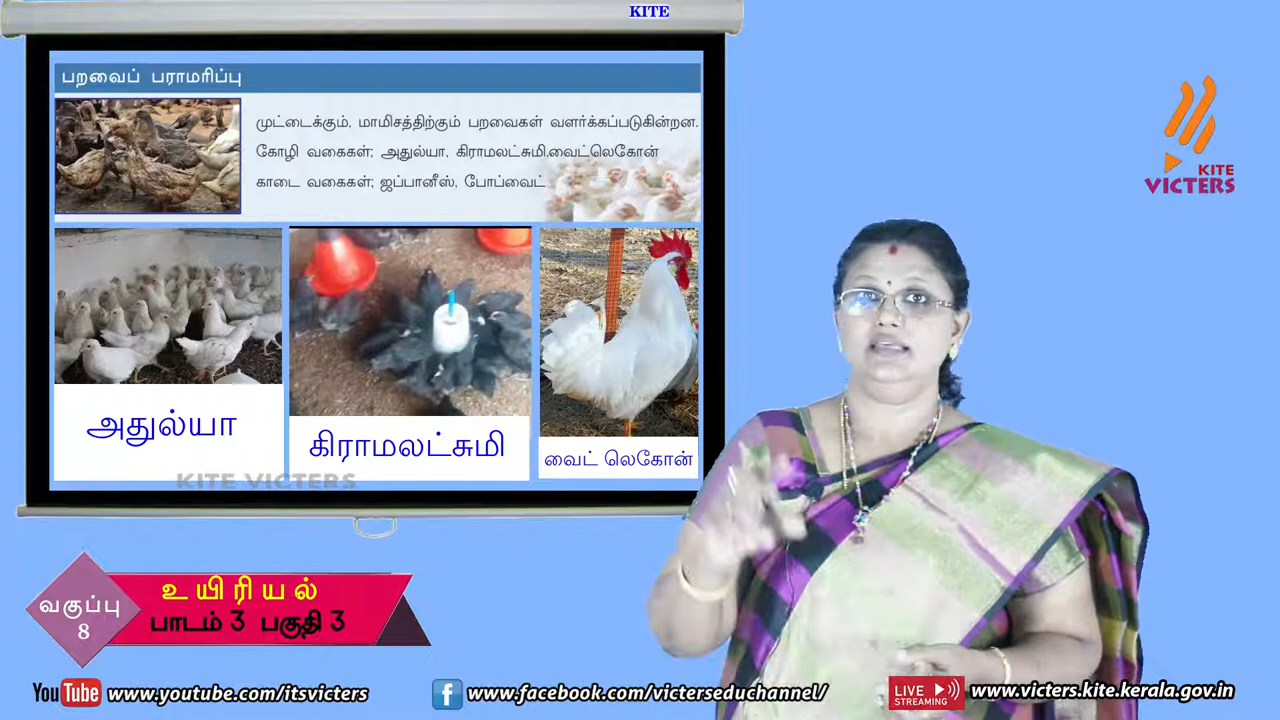 KITE
பறவைப் பராமரிப்பு
முட்டைக்கும், மாமிசத்திற்கும் பறவைகள் வளர்க்கப்படுகின்றன.
கோழி வகைகள்; அதுல்யா, கிராமலட்சுமி,வைட்லெகோன்
காடை வகைகள்; ஜப்பானீஸ், போப்வைட்
KITE
VICTERS
அதுல்யா
கிராமலட்சுமி
வைட் லெகோன்
KITE VICTERS
வகுப்பு
8
உயிரியல்
பாடம் 3 பகுதி 3
YouTube www.youtube.com/itsvicters
f www.facebook.com/victerseduchannel/
LIVE STREAMING www.victers.kite.kerala.gov.in